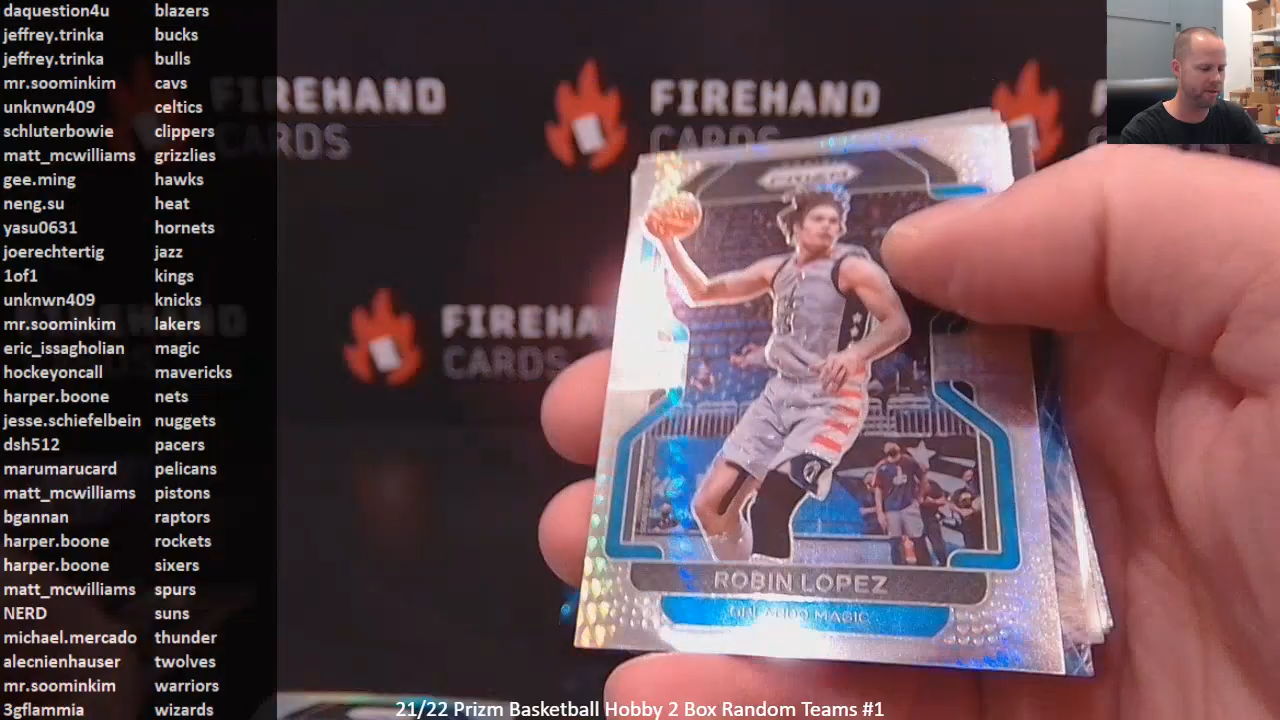 daquestion4u blazers
jeffrey.trinka bucks
jeffrey.trinka bulls
mr.soominkim cavs
unknwn409 celtics
schluterbowie clippers
matt_mcwilliams grizzlies
gee.ming hawks
neng.su heat
yasu0631 hornets
joerechtertig jazz
1of1 kings
unknwn409 knicks
mr.soominkim lakers
eric_issagholian magic
hockeyoncall mavericks
harper.boone nets
jesse.schiefelbein nuggets
dsh512 pacers
marumarucard pelicans
matt_mcwilliams pistons
bgannan raptors
harper.boone rockets
harper.boone sixers
matt_mcwilliams spurs
NERD suns
michael.mercado thunder
alecnienhauser twolves
mr.soominkim warriors
3gflammia wizards
FIREHAND
CARDS
FIREHAND
CARDS
FIREHA
CARDS
PRIZM
ROBIN LOPEZ
ORLANDO MAGIC
21/22 Prizm Basketball Hobby 2 Box Random Teams #1